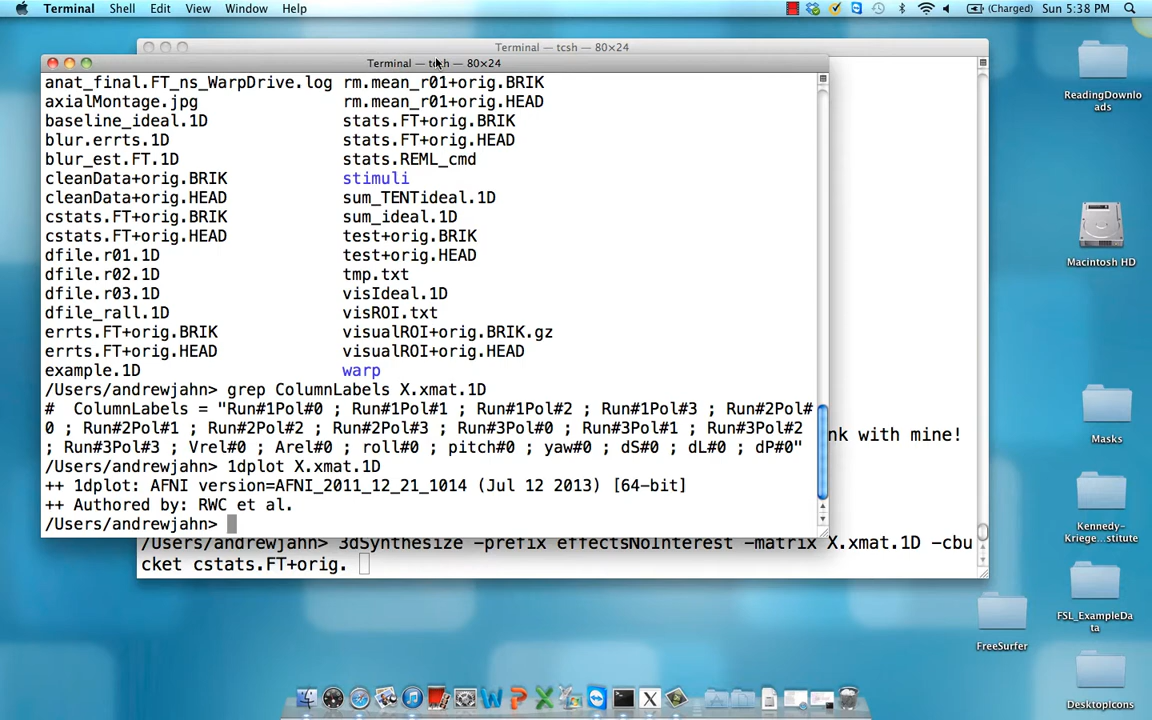 Terminal Shell Edit View Window Help (Charged) Sun 5:38 PM
Terminal — tcsh — 80×24
Terminal — tcsh — 80×24
anat_final.FT_ns_WarpDrive.log rm.mean_r01+orig.BRIK
axialMontage.jpg rm.mean_r01+orig.HEAD
baseline_ideal.1D stats.FT+orig.BRIK
blur.errts.1D stats.FT+orig.HEAD
blur_est.FT.1D stats.REML_cmd
cleanData+orig.BRIK stimuli
cleanData+orig.HEAD sum_TENTideal.1D
cstats.FT+orig.BRIK sum_ideal.1D
cstats.FT+orig.HEAD test+orig.BRIK
dfile.r01.1D test+orig.HEAD
dfile.r02.1D tmp.txt
dfile.r03.1D visIdeal.1D
dfile_rall.1D visROI.txt
errts.FT+orig.BRIK visualROI+orig.BRIK.gz
errts.FT+orig.HEAD visualROI+orig.HEAD
example.1D warp
/Users/andrewjahn> grep ColumnLabels X.xmat.1D
# ColumnLabels = "Run#1Pol#0 ; Run#1Pol#1 ; Run#1Pol#2 ; Run#1Pol#3 ; Run#2Pol#
0 ; Run#2Pol#1 ; Run#2Pol#2 ; Run#2Pol#3 ; Run#3Pol#0 ; Run#3Pol#1 ; Run#3Pol#2
; Run#3Pol#3 ; Vrel#0 ; Arel#0 ; roll#0 ; pitch#0 ; yaw#0 ; dS#0 ; dL#0 ; dP#0"
/Users/andrewjahn> 1dplot X.xmat.1D
++ 1dplot: AFNI version=AFNI_2011_12_21_1014 (Jul 12 2013) [64-bit]
++ Authored by: RWC et al.
/Users/andrewjahn>
nk with mine!
/Users/andrewjahn> 3dSynthesize -prefix effectsNoInterest -matrix X.xmat.1D -cbu
cket cstats.FT+orig.
ReadingDownlo
ads
Macintosh HD
Masks
Kennedy-
Kriege...stitute
FSL_ExampleDa
ta
FreeSurfer
DesktopIcons